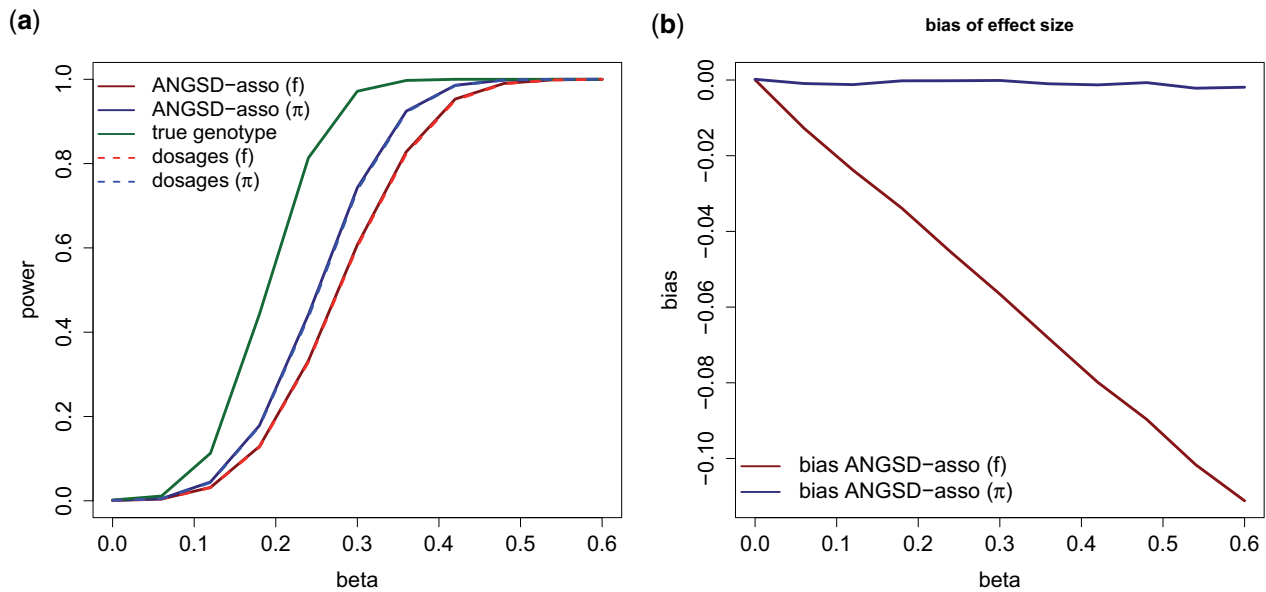 (a)
ANGSD−asso (f)
ANGSD−asso (π)
true genotype
dosages (f)
dosages (π)
power
1.0
0.8
0.6
0.4
0.2
0.0
0.0 0.1 0.2 0.3 0.4 0.5 0.6
beta
(b)
bias of effect size
bias
0.00
−0.02
−0.04
−0.06
−0.08
−0.10
bias ANGSD−asso (f)
bias ANGSD−asso (π)
0.0 0.1 0.2 0.3 0.4 0.5 0.6
beta